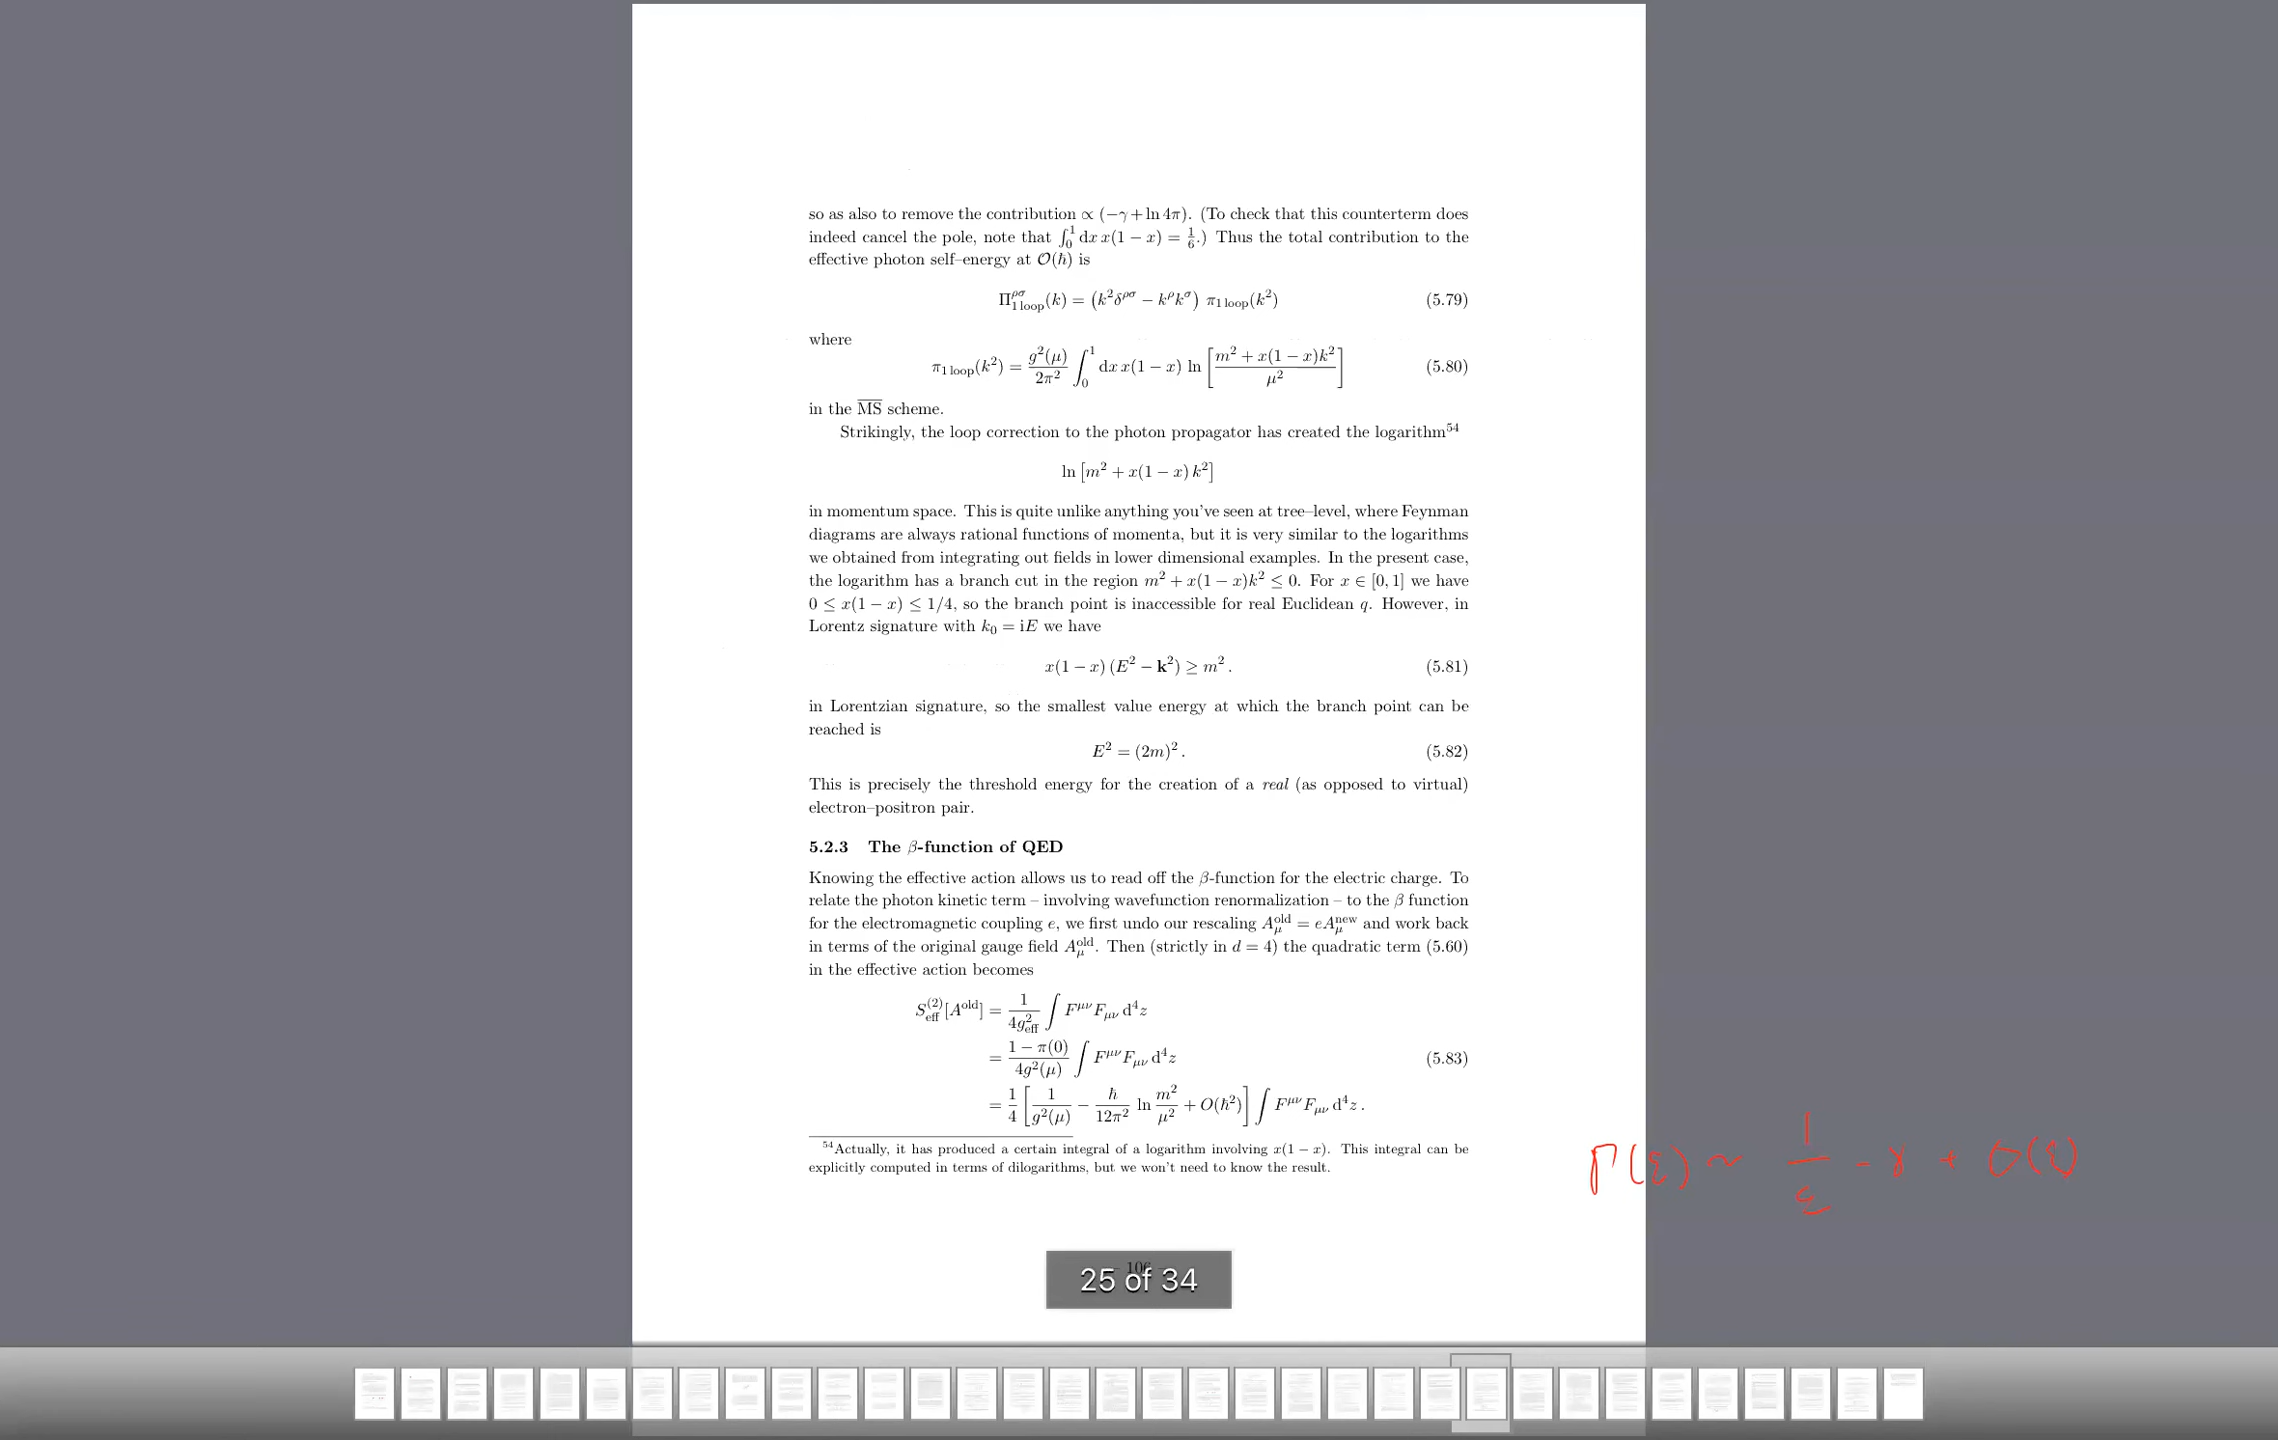 so as also to remove the contribution ∝ (−γ + ln 4π). (To check that this counterterm does
indeed cancel the pole, note that ∫₀¹ dx x(1 − x) = 1/6.) Thus the total contribution to the
effective photon self–energy at 𝒪(ħ) is
Π^{ρσ}_{1 loop}(k) = (k²δ^{ρσ} − k^ρk^σ) π_{1 loop}(k²) (5.79)
where
π_{1 loop}(k²) = g²(μ)/2π² ∫₀¹ dx x(1 − x) ln [(m² + x(1 − x)k²)/μ²] (5.80)
in the \overline{MS} scheme.
Strikingly, the loop correction to the photon propagator has created the logarithm⁵⁴
ln [m² + x(1 − x) k²]
in momentum space. This is quite unlike anything you've seen at tree–level, where Feynman
diagrams are always rational functions of momenta, but it is very similar to the logarithms
we obtained from integrating out fields in lower dimensional examples. In the present case,
the logarithm has a branch cut in the region m² + x(1 − x)k² ≤ 0. For x ∈ [0, 1] we have
0 ≤ x(1 − x) ≤ 1/4, so the branch point is inaccessible for real Euclidean q. However, in
Lorentz signature with k₀ = iE we have
x(1 − x) (E² − **k**²) ≥ m² . (5.81)
in Lorentzian signature, so the smallest value energy at which the branch point can be
reached is
E² = (2m)² . (5.82)
This is precisely the threshold energy for the creation of a real (as opposed to virtual)
electron–positron pair.
5.2.3 The β-function of QED
Knowing the effective action allows us to read off the β-function for the electric charge. To
relate the photon kinetic term – involving wavefunction renormalization – to the β function
for the electromagnetic coupling e, we first undo our rescaling A_μ^{old} = eA_μ^{new} and work back
in terms of the original gauge field A_μ^{old}. Then (strictly in d = 4) the quadratic term (5.60)
in the effective action becomes
S_{eff}^{(2)}[A^{old}] = 1/(4g²_{eff}) ∫ F^{μν}F_{μν} d⁴z
= (1 − π(0))/(4g²(μ)) ∫ F^{μν}F_{μν} d⁴z (5.83)
= 1/4 [1/g²(μ) − ħ/12π² ln m²/μ² + O(ħ²)] ∫ F^{μν}F_{μν} d⁴z .
⁵⁴Actually, it has produced a certain integral of a logarithm involving x(1 − x). This integral can be
explicitly computed in terms of dilogarithms, but we won't need to know the result.
Γ(ε) ~ 1/ε − γ + O(ε)
25 of 34